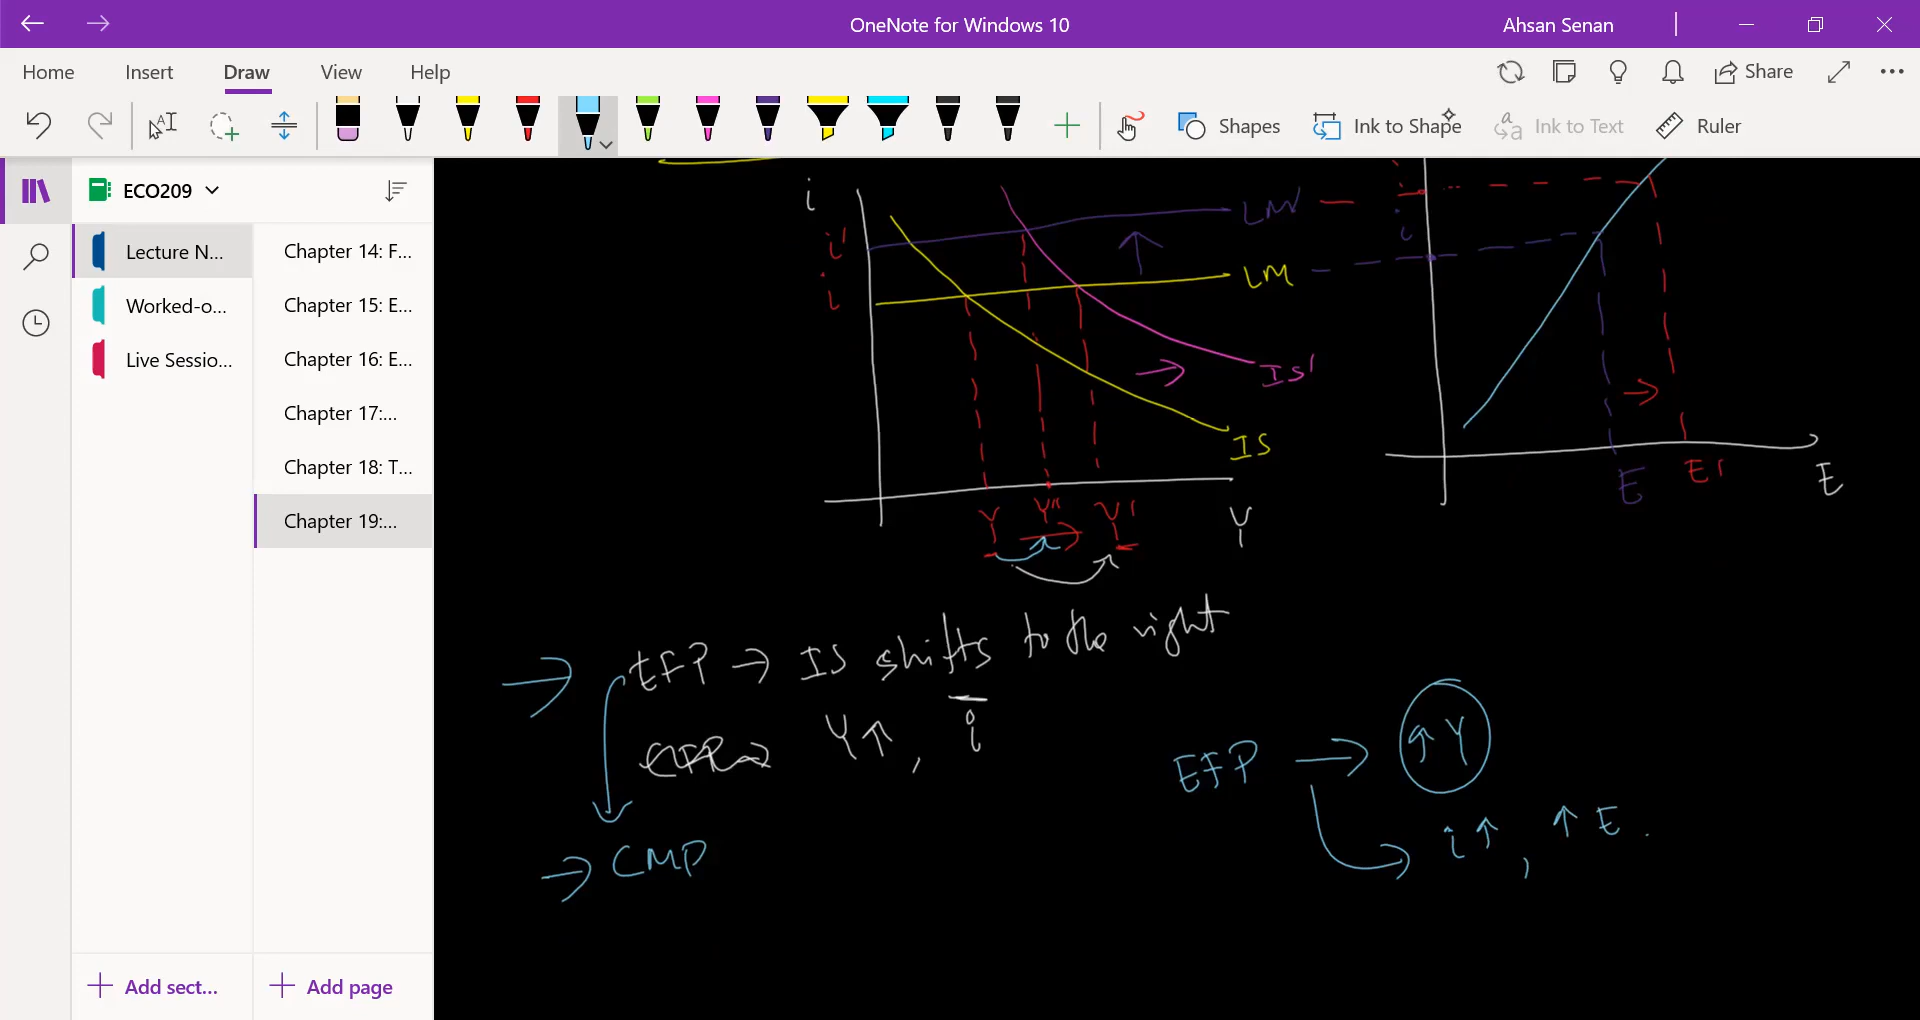 OneNote for Windows 10
Ahsan Senan
Home Insert Draw View Help
Share
Shapes
Ink to Shape
Ink to Text
Ruler
ECO209
Lecture N...
Worked-o...
Live Sessio...
Chapter 14: F...
Chapter 15: E...
Chapter 16: E...
Chapter 17:...
Chapter 18: T...
Chapter 19:...
Add sect...
Add page
i
i'
i
LM'
LM
IS'
IS
Y Y" Y'
Y
i
i
E E'
E
EFP → IS shifts to the right
Y↑, i
→ CMP
EFP → ↑Y
i↑, ↑E.